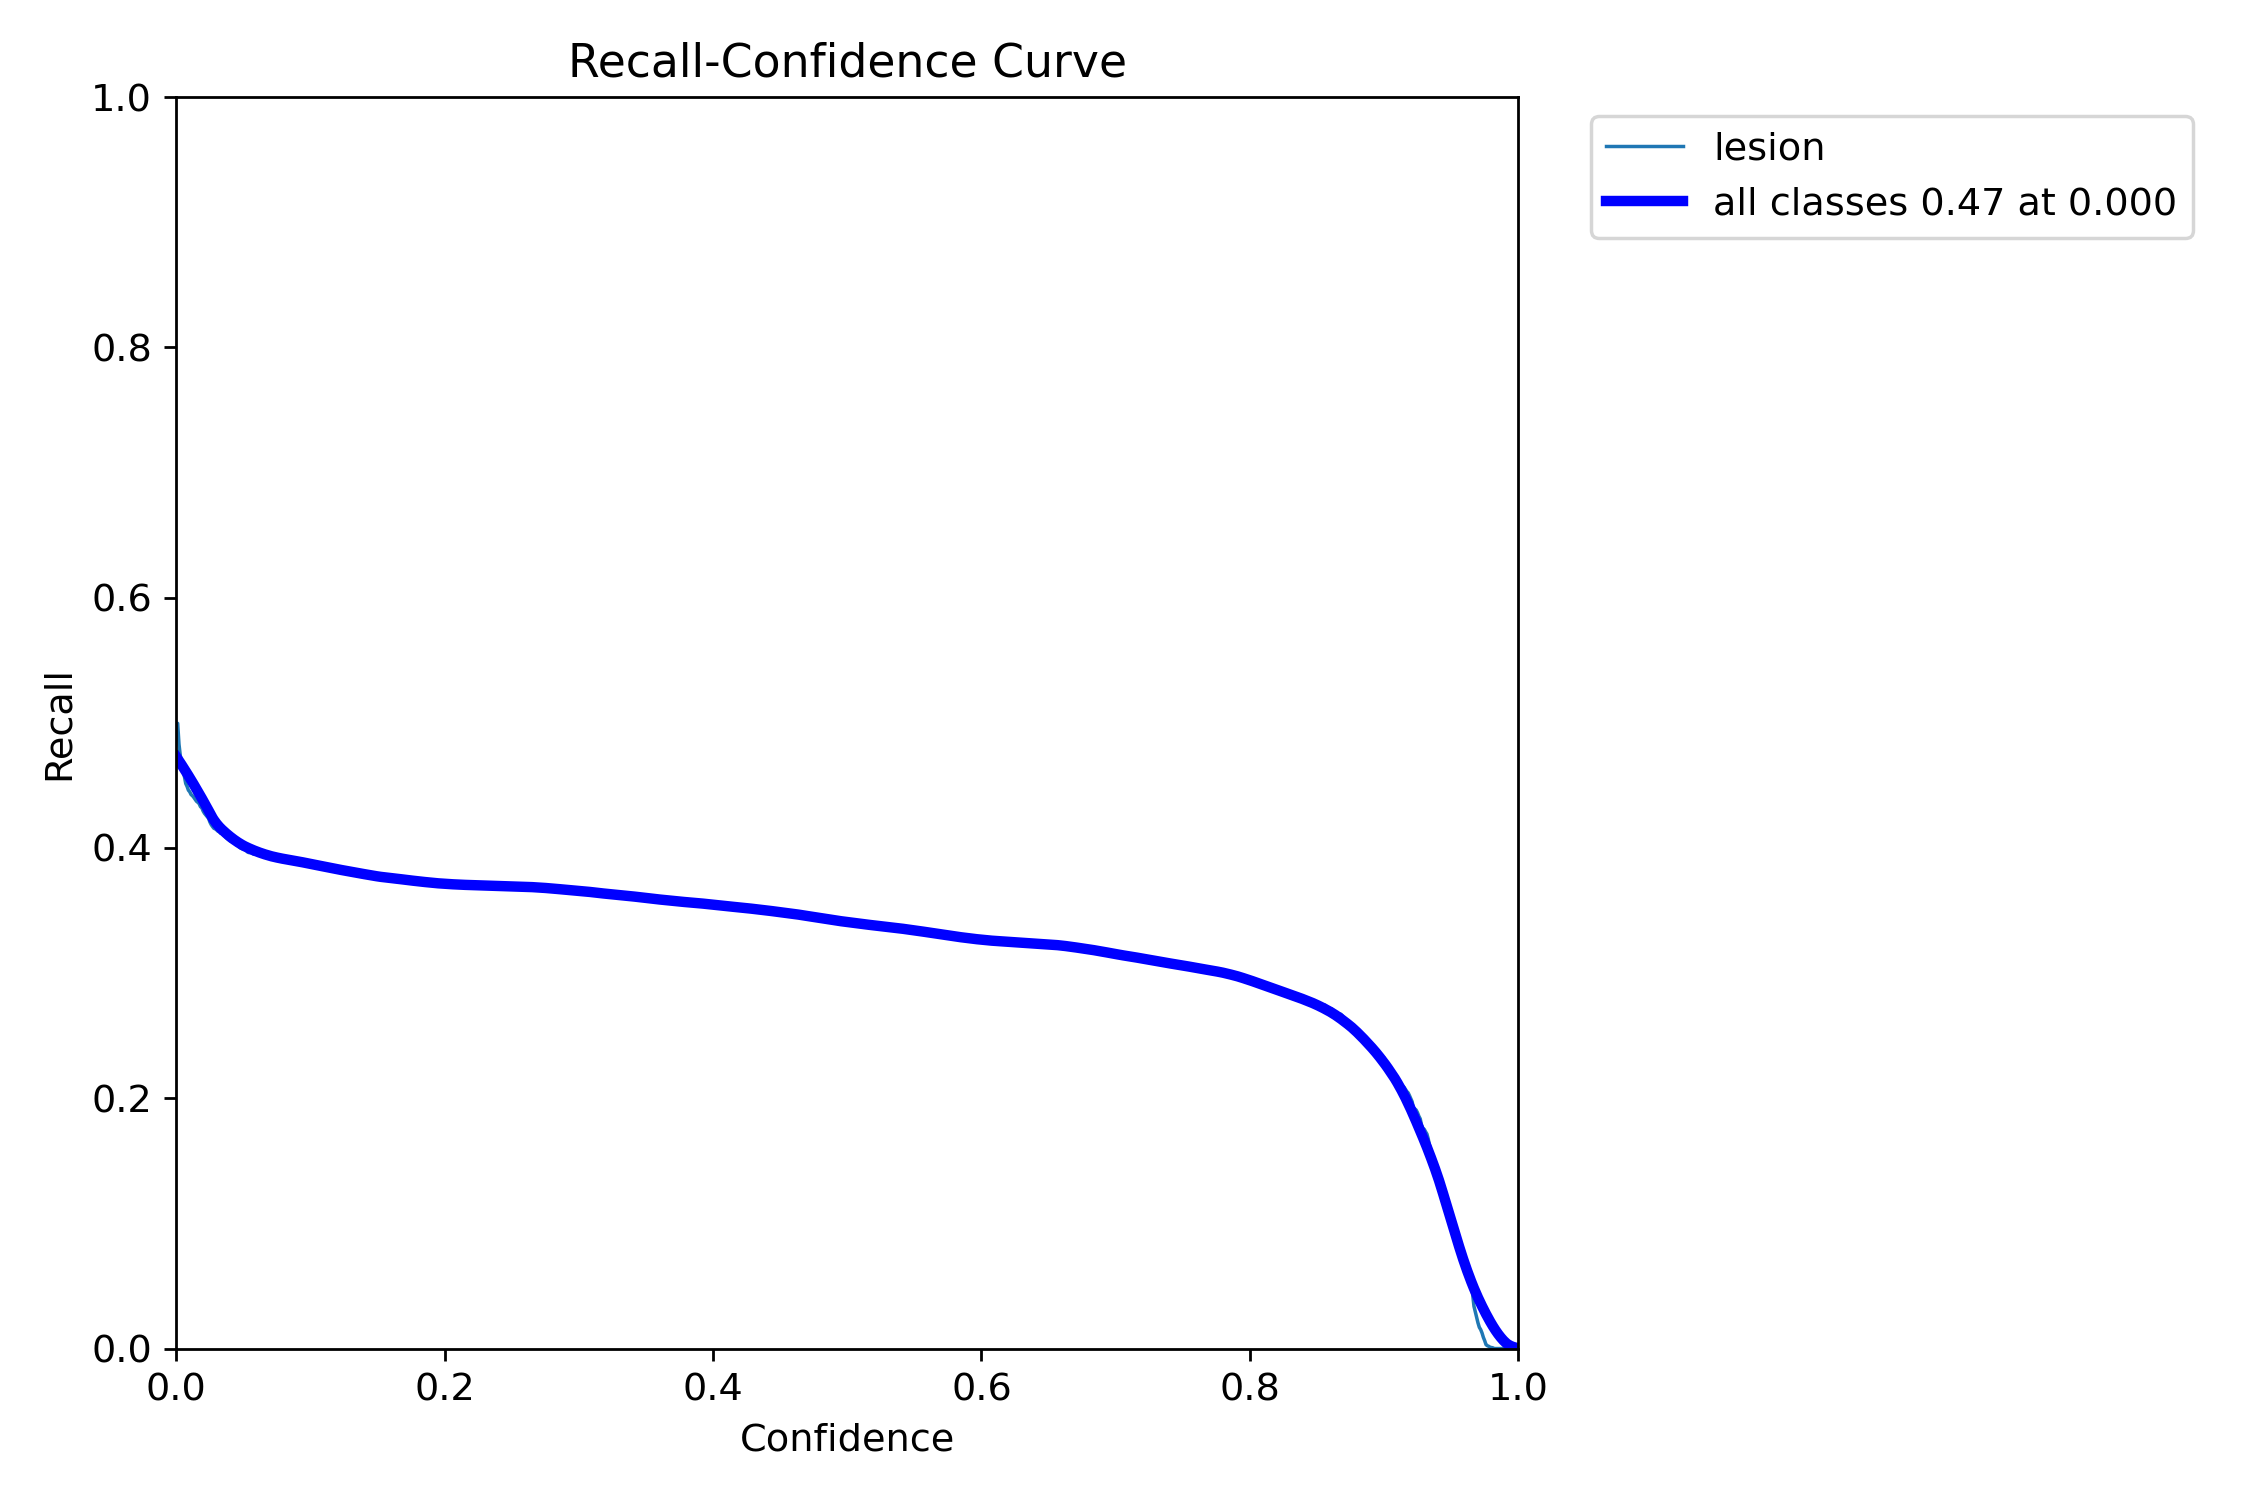 Recall-Confidence Curve
1.0
0.8
0.6
0.4
0.2
0.0
Recall
0.0 0.2 0.4 0.6 0.8 1.0
Confidence
lesion
all classes 0.47 at 0.000